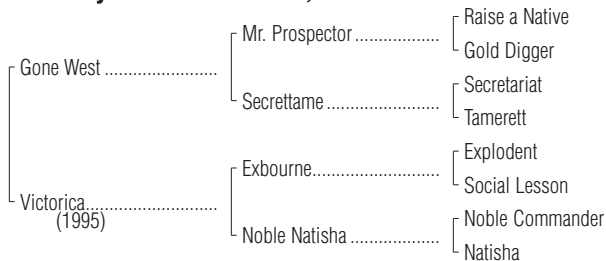 Gone West
Mr. Prospector
Raise a Native
Gold Digger
Secrettame
Secretariat
Tamerett
Victorica
(1995)
Exbourne
Explodent
Social Lesson
Noble Natisha
Noble Commander
Natisha